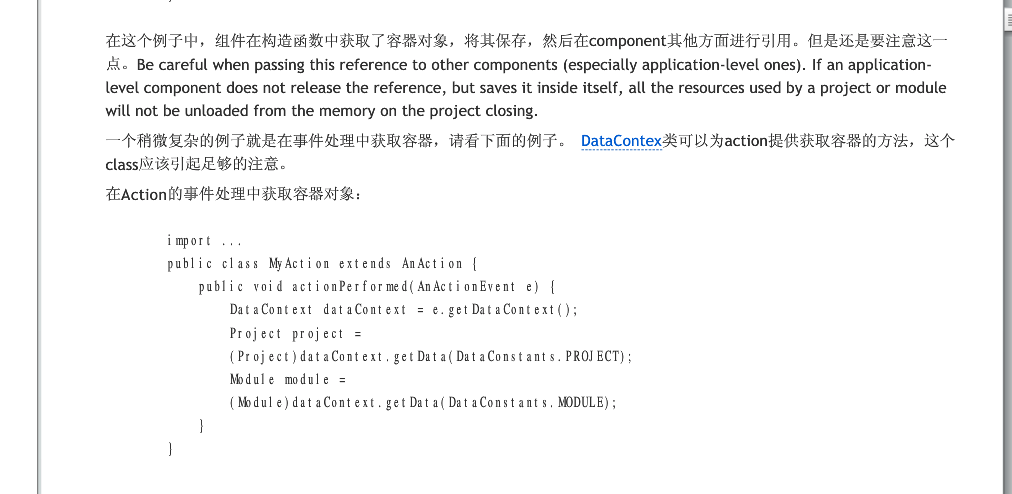 在这个例子中，组件在构造函数中获取了容器对象，将其保存，然后在component其他方面进行引用。但是还是要注意这一
点。Be careful when passing this reference to other components (especially application-level ones). If an application-
level component does not release the reference, but saves it inside itself, all the resources used by a project or module
will not be unloaded from the memory on the project closing.
一个稍微复杂的例子就是在事件处理中获取容器，请看下面的例子。 DataContex类可以为action提供获取容器的方法，这个
class应该引起足够的注意。
在Action的事件处理中获取容器对象：
import ...
public class MyAction extends AnAction {
public void actionPerformed(AnActionEvent e) {
DataContext dataContext = e.getDataContext();
Project project =
(Project)dataContext.getData(DataConstants.PROJECT);
Module module =
(Module)dataContext.getData(DataConstants.MODULE);
}
}